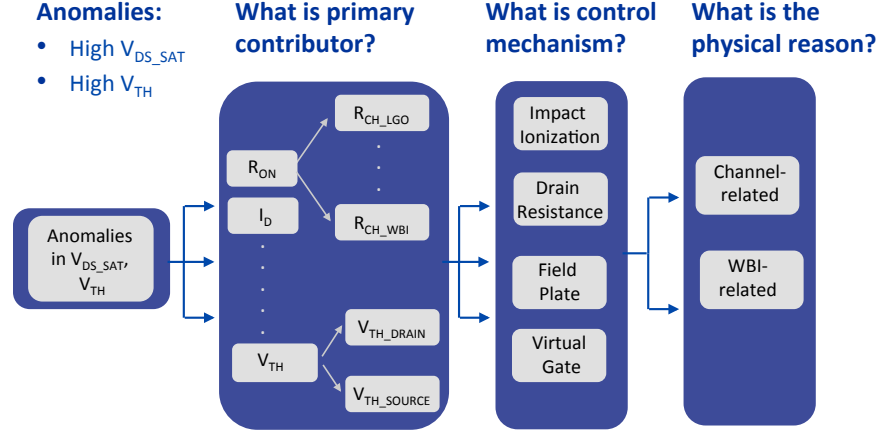 Anomalies:
• High V_DS_SAT
• High V_TH
What is primary
contributor?
What is control
mechanism?
What is the
physical reason?
Anomalies
in V_DS_SAT,
V_TH
R_ON
I_D
V_TH
R_CH_LGO
R_CH_WBI
V_TH_DRAIN
V_TH_SOURCE
Impact
Ionization
Drain
Resistance
Field
Plate
Virtual
Gate
Channel-
related
WBI-
related